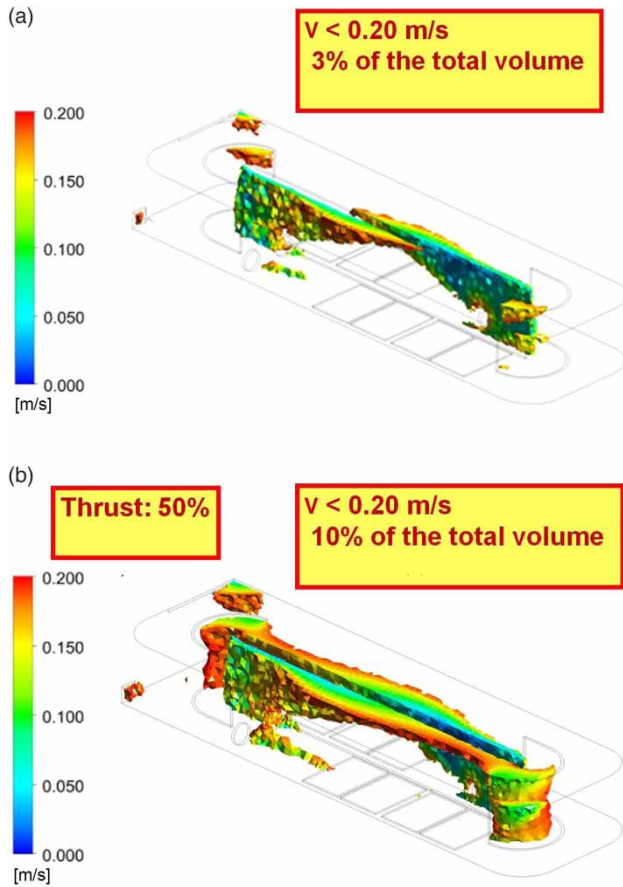 (a)
V < 0.20 m/s
3% of the total volume
0.200
0.150
0.100
0.050
0.000
[m/s]
(b)
Thrust: 50%
V < 0.20 m/s
10% of the total volume
0.200
0.150
0.100
0.050
0.000
[m/s]